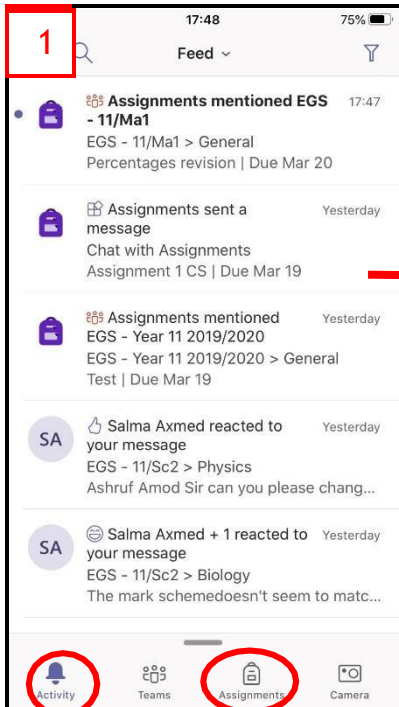 1
17:48
75%
Feed
Assignments mentioned EGS 17:47
- 11/Ma1
EGS - 11/Ma1 > General
Percentages revision | Due Mar 20
Assignments sent a Yesterday
message
Chat with Assignments
Assignment 1 CS | Due Mar 19
Assignments mentioned Yesterday
EGS - Year 11 2019/2020
EGS - Year 11 2019/2020 > General
Test | Due Mar 19
SA
Salma Axmed reacted to Yesterday
your message
EGS - 11/Sc2 > Physics
Ashruf Amod Sir can you please chang...
SA
Salma Axmed + 1 reacted to Yesterday
your message
EGS - 11/Sc2 > Biology
The mark schemedoesn't seem to matc...
Activity Teams Assignments Camera